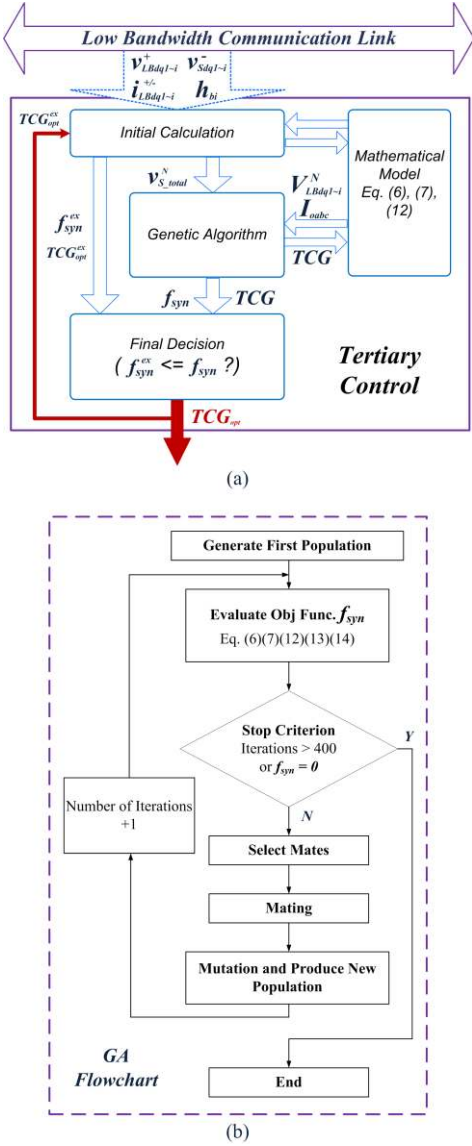 Low Bandwidth Communication Link
v⁺LBdq1~i v⁻Sdq1~i
i⁺/⁻LBdq1~i hbi
TCGᵉˣopt
Initial Calculation
Mathematical
Model
Eq. (6), (7),
(12)
vᴺS_total
Vᴺ LBdq1~i
Ioabc
fᵉˣsyn
TCGᵉˣopt
Genetic Algorithm
TCG
fsyn TCG
Final Decision
( fᵉˣsyn <= fsyn ?)
Tertiary
Control
TCGopt
(a)
Generate First Population
Evaluate Obj Func. fsyn
Eq. (6)(7)(12)(13)(14)
Stop Criterion
Iterations > 400
or fsyn = 0
Y
N
Number of Iterations
+1
Select Mates
Mating
Mutation and Produce New
Population
GA
Flowchart
End
(b)